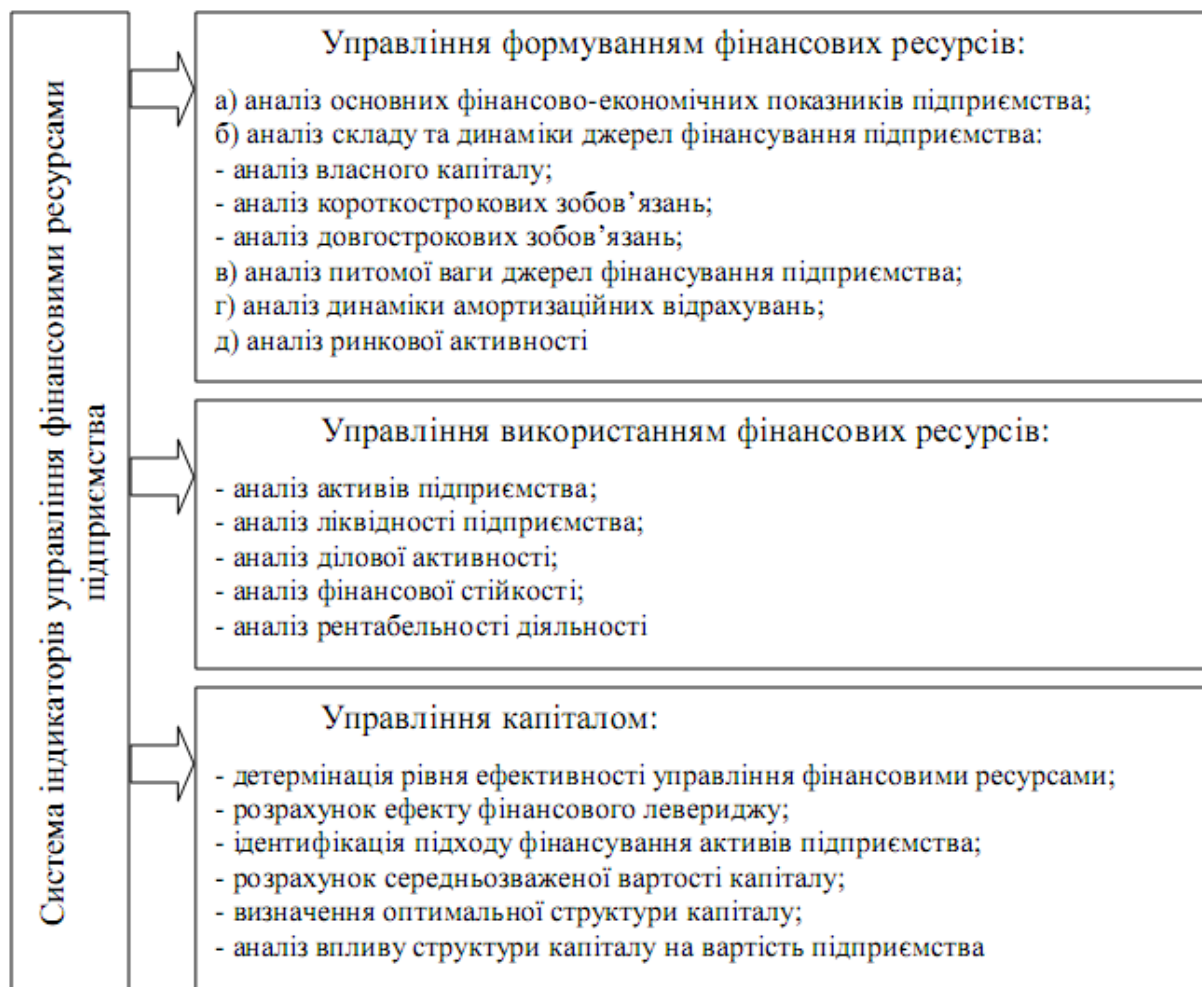 Система індикаторів управління фінансовими ресурсами
підприємства
Управління формуванням фінансових ресурсів:
а) аналіз основних фінансово-економічних показників підприємства;
б) аналіз складу та динаміки джерел фінансування підприємства:
- аналіз власного капіталу;
- аналіз короткострокових зобов’язань;
- аналіз довгострокових зобов’язань;
в) аналіз питомої ваги джерел фінансування підприємства;
г) аналіз динаміки амортизаційних відрахувань;
д) аналіз ринкової активності
Управління використанням фінансових ресурсів:
- аналіз активів підприємства;
- аналіз ліквідності підприємства;
- аналіз ділової активності;
- аналіз фінансової стійкості;
- аналіз рентабельності діяльності
Управління капіталом:
- детермінація рівня ефективності управління фінансовими ресурсами;
- розрахунок ефекту фінансового левериджу;
- ідентифікація підходу фінансування активів підприємства;
- розрахунок середньозваженої вартості капіталу;
- визначення оптимальної структури капіталу;
- аналіз впливу структури капіталу на вартість підприємства